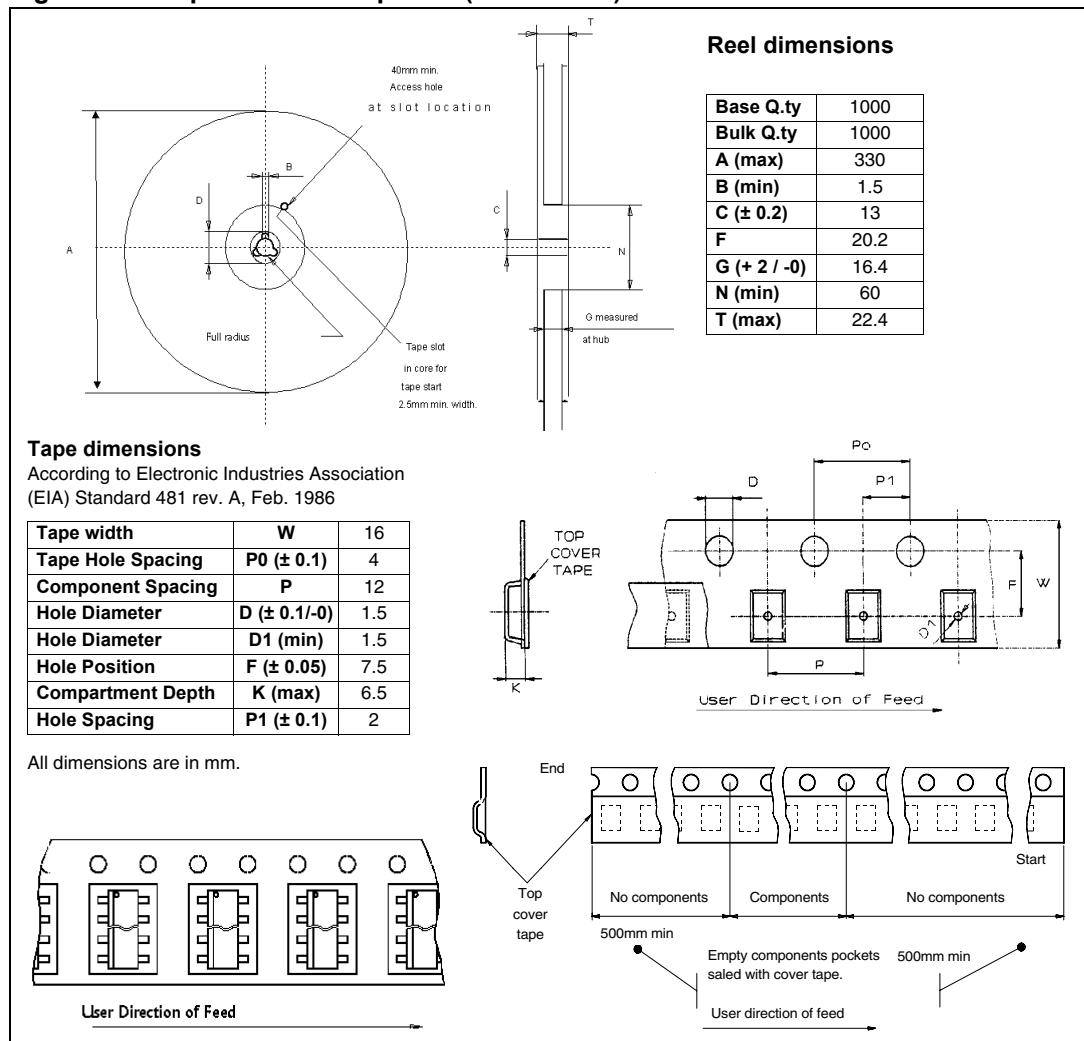 T
Reel dimensions
40mm min.
Access hole
at slot location
Base Q.ty 1000
Bulk Q.ty 1000
A (max) 330
B (min) 1.5
C (± 0.2) 13
F 20.2
G (+ 2 / -0) 16.4
N (min) 60
T (max) 22.4
B
D
C
A
N
G measured
at hub
Full radius
Tape slot
in core for
tape start
2.5mm min. width.
Tape dimensions
According to Electronic Industries Association
(EIA) Standard 481 rev. A, Feb. 1986
Tape width W 16
Tape Hole Spacing P0 (± 0.1) 4
Component Spacing P 12
Hole Diameter D (± 0.1/-0) 1.5
Hole Diameter D1 (min) 1.5
Hole Position F (± 0.05) 7.5
Compartment Depth K (max) 6.5
Hole Spacing P1 (± 0.1) 2
All dimensions are in mm.
Po
D
P1
TOP
COVER
TAPE
F
W
D1
K
P
User Direction of Feed
End
Start
Top
cover
tape
No components
Components
No components
500mm min
Empty components pockets
saled with cover tape.
500mm min
User direction of feed
User Direction of Feed